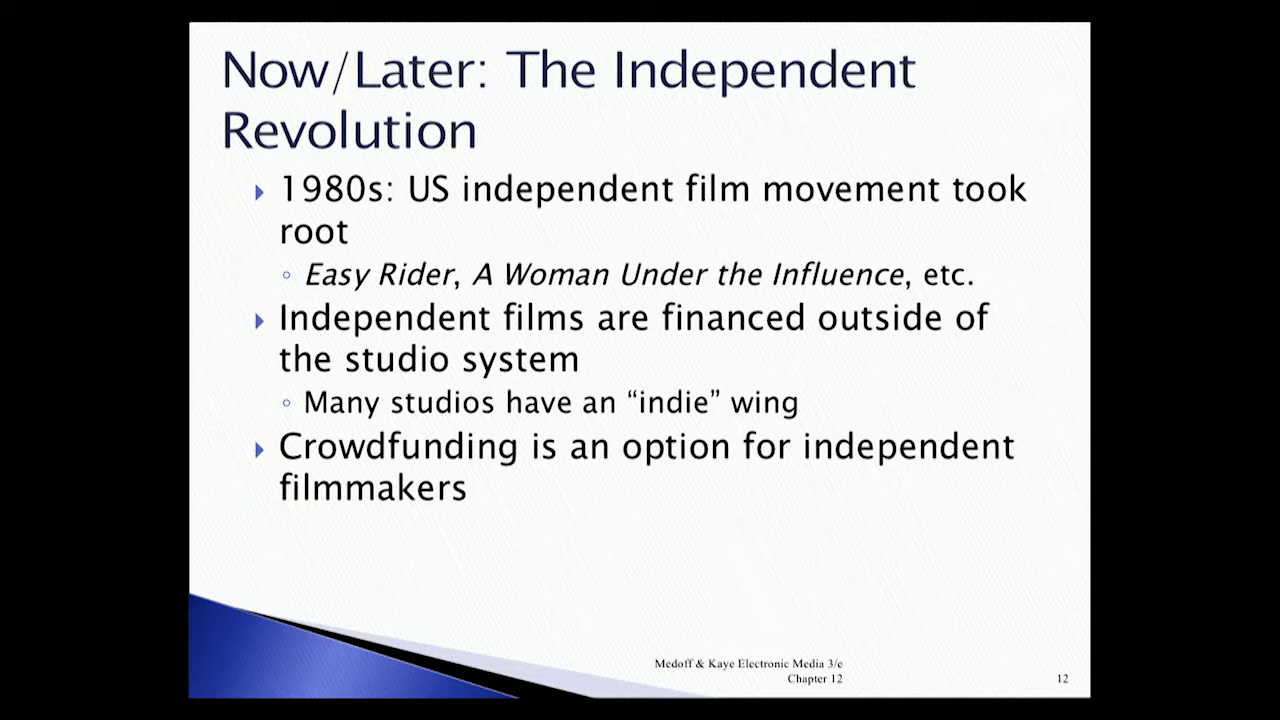 Now/Later: The Independent
Revolution
1980s: US independent film movement took
root
Easy Rider, A Woman Under the Influence, etc.
Independent films are financed outside of
the studio system
Many studios have an “indie” wing
Crowdfunding is an option for independent
filmmakers
Medoff & Kaye Electronic Media 3/e
Chapter 12
12